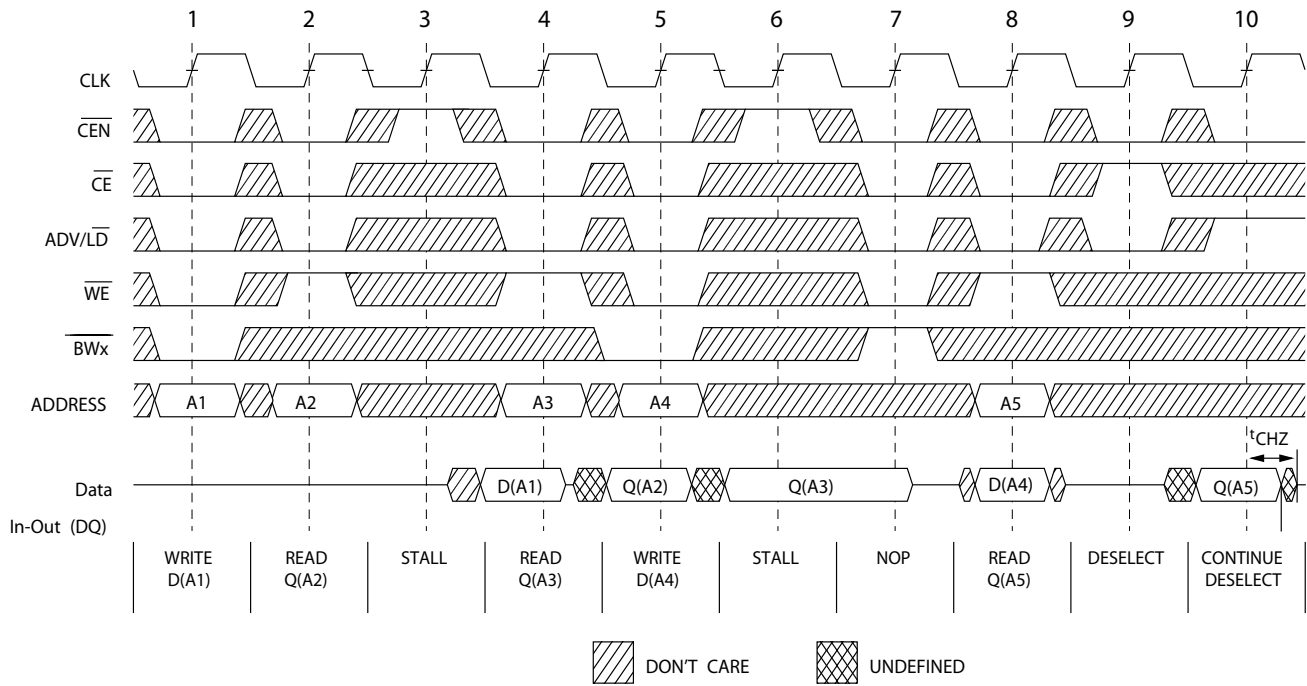 1 2 3 4 5 6 7 8 9 10
CLK
CEN
CE
ADV/LD
WE
BWx
ADDRESS A1 A2 A3 A4 A5
tCHZ
Data D(A1) Q(A2) Q(A3) D(A4) Q(A5)
In-Out (DQ)
WRITE READ STALL READ WRITE STALL NOP READ DESELECT CONTINUE
D(A1) Q(A2) Q(A3) D(A4) Q(A5) DESELECT
DON'T CARE UNDEFINED